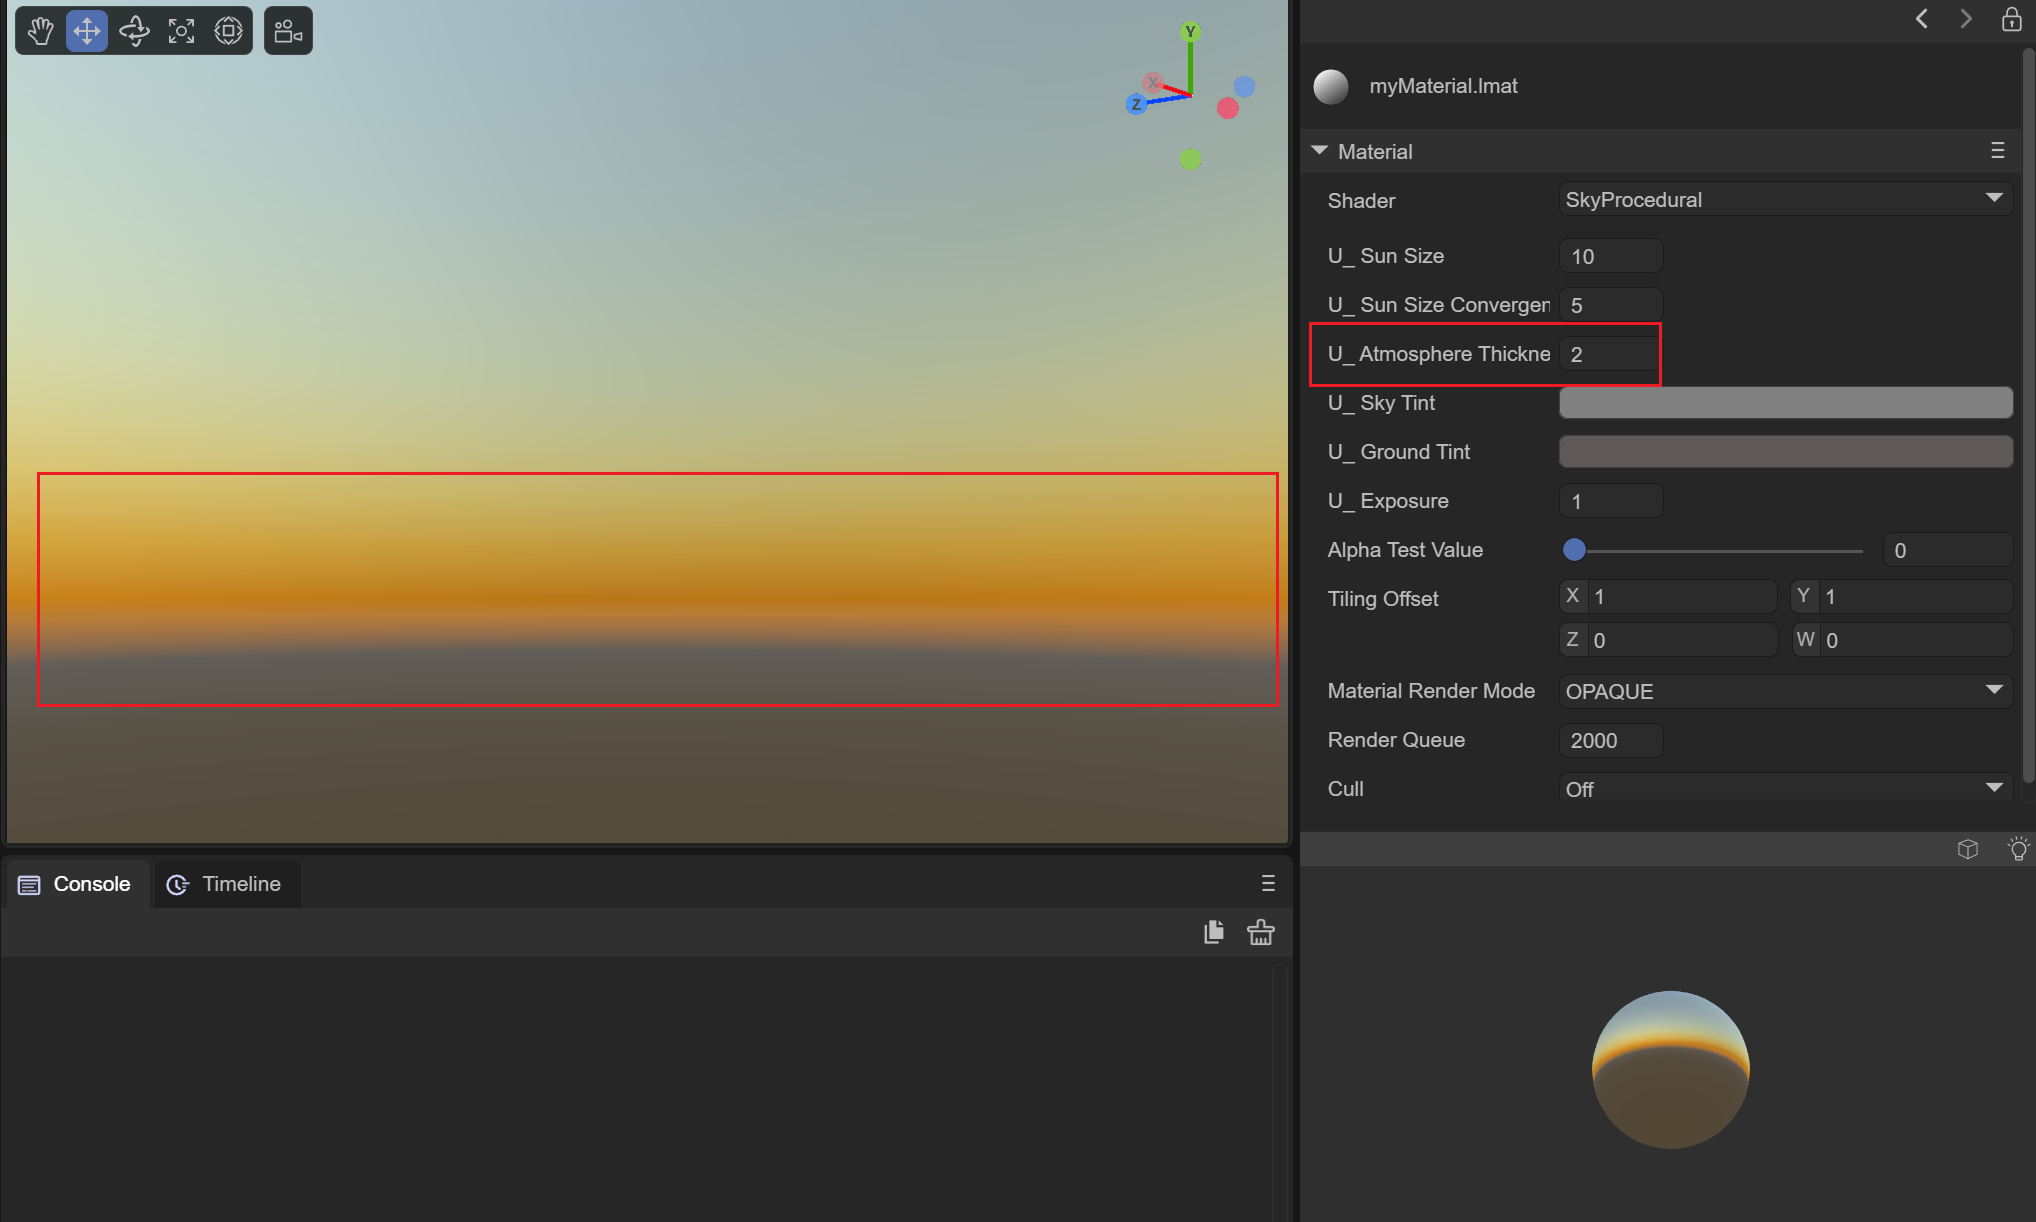 Y
X
Z
myMaterial.lmat
Material
Shader SkyProcedural
U_ Sun Size 10
U_ Sun Size Convergen 5
U_ Atmosphere Thickne 2
U_ Sky Tint
U_ Ground Tint
U_ Exposure 1
Alpha Test Value 0
Tiling Offset X 1 Y 1
Z 0 W 0
Material Render Mode OPAQUE
Render Queue 2000
Cull Off
Console Timeline